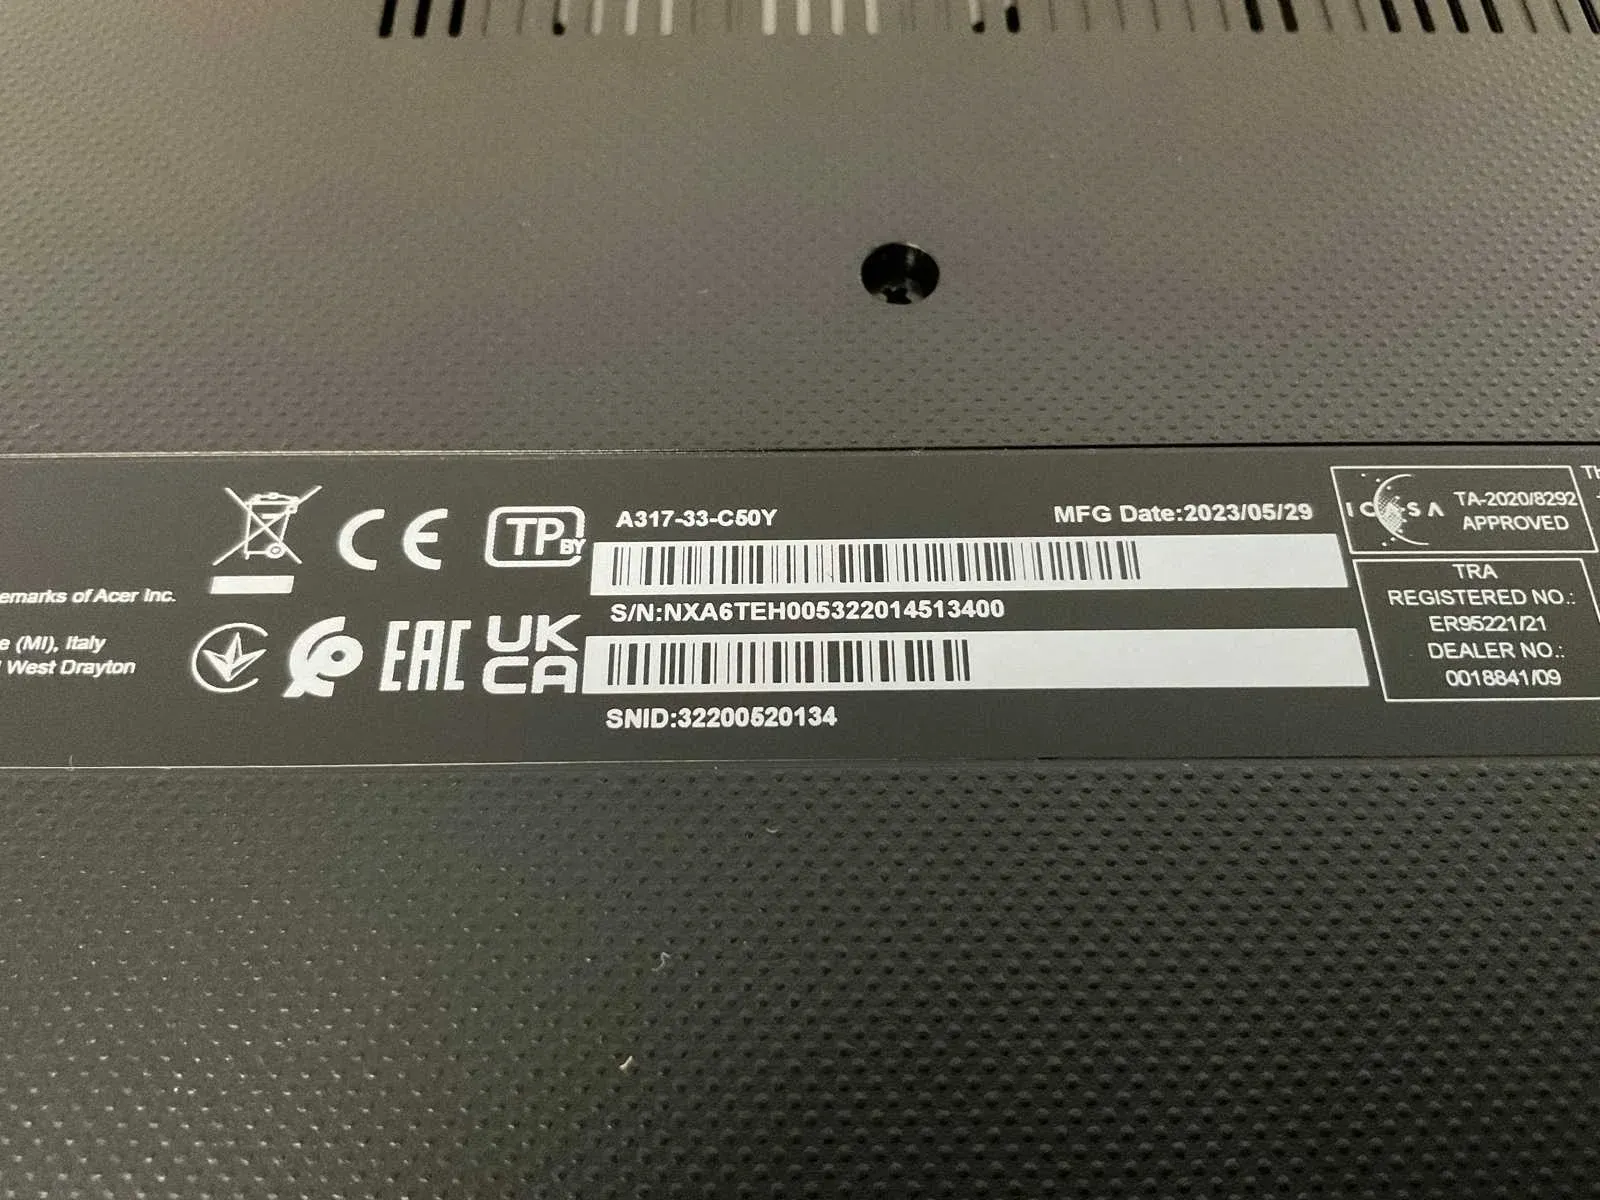 emarks of Acer Inc.
e (MI), Italy
West Drayton
CE
TP
BY
EAC
UK
CA
A317-33-C50Y
MFG Date:2023/05/29
S/N:NXA6TEH005322014513400
SNID:32200520134
ICASA
TA-2020/8292
APPROVED
TRA
REGISTERED NO.:
ER95221/21
DEALER NO.:
0018841/09